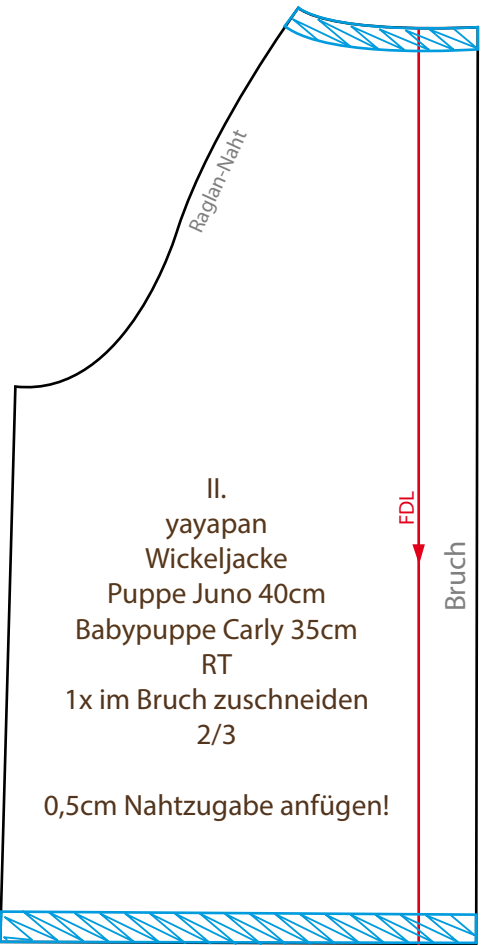 Raglan-Naht
FDL
Bruch
II.
yayapan
Wickeljacke
Puppe Juno 40cm
Babypuppe Carly 35cm
RT
1x im Bruch zuschneiden
2/3
0,5cm Nahtzugabe anfügen!